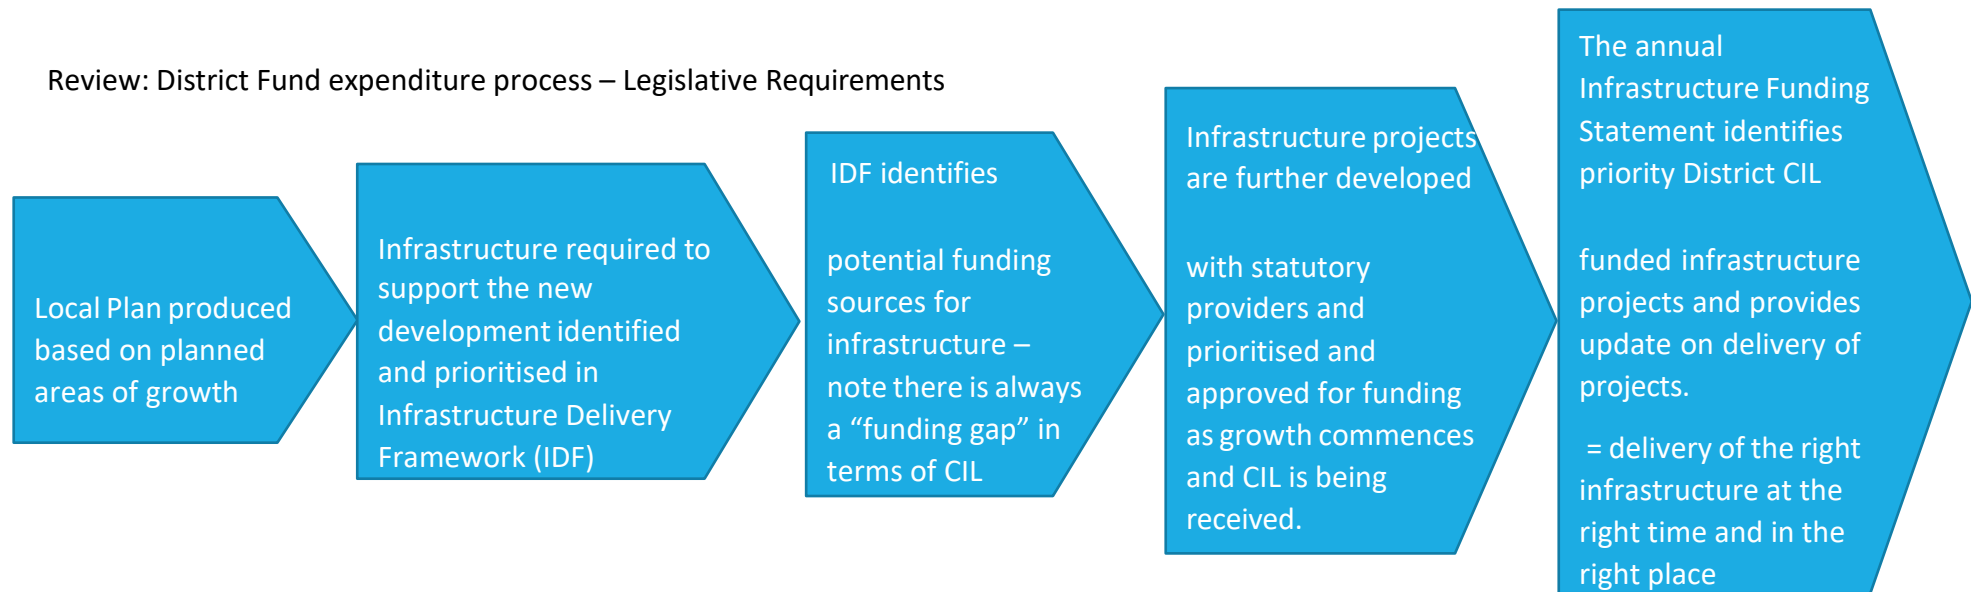 Review: District Fund expenditure process – Legislative Requirements
Local Plan produced
based on planned
areas of growth
Infrastructure required to
support the new
development identified
and prioritised in
Infrastructure Delivery
Framework (IDF)
IDF identifies
potential funding
sources for
infrastructure –
note there is always
a “funding gap” in
terms of CIL
Infrastructure projects
are further developed
with statutory
providers and
prioritised and
approved for funding
as growth commences
and CIL is being
received.
The annual
Infrastructure Funding
Statement identifies
priority District CIL
funded infrastructure
projects and provides
update on delivery of
projects.
= delivery of the right
infrastructure at the
right time and in the
right place